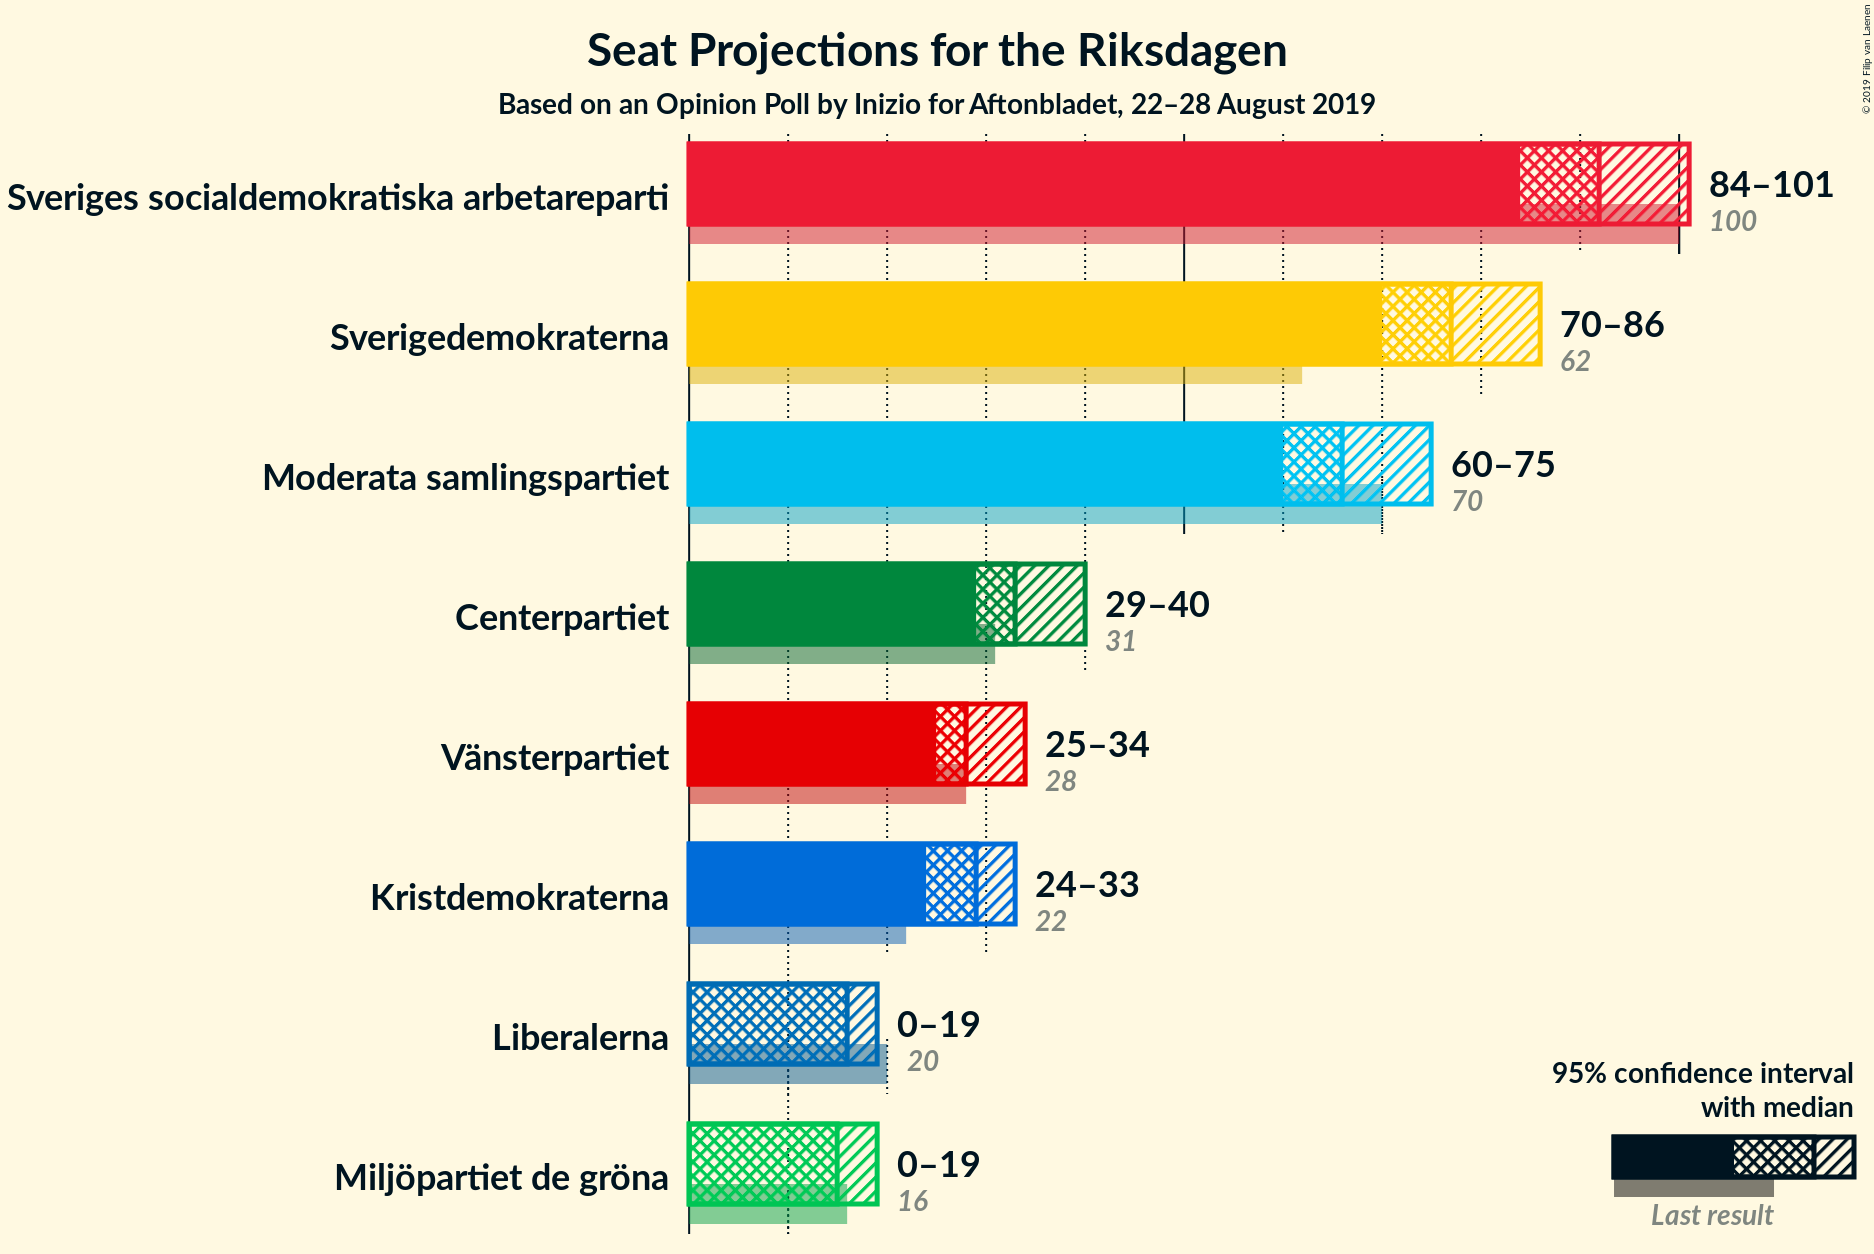 Seat Projections for the Riksdagen
Based on an Opinion Poll by Inizio for Aftonbladet, 22–28 August 2019
© 2019 Filip van Laenen
Sveriges socialdemokratiska arbetareparti
84–101
100
Sverigedemokraterna
70–86
62
Moderata samlingspartiet
60–75
70
Centerpartiet
29–40
31
Vänsterpartiet
25–34
28
Kristdemokraterna
24–33
22
Liberalerna
0–19
20
Miljöpartiet de gröna
0–19
16
95% confidence interval
with median
Last result